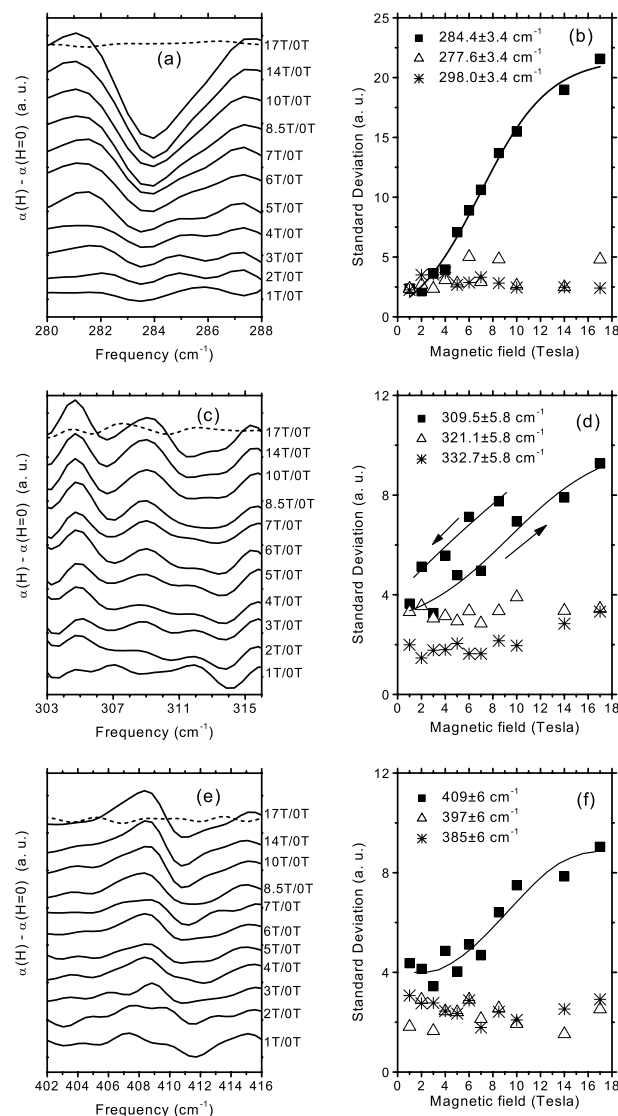 (a)
α(H) - α(H=0) (a. u.)
17T/0T
14T/0T
10T/0T
8.5T/0T
7T/0T
6T/0T
5T/0T
4T/0T
3T/0T
2T/0T
1T/0T
280 282 284 286 288
Frequency (cm⁻¹)
(b)
284.4±3.4 cm⁻¹
277.6±3.4 cm⁻¹
298.0±3.4 cm⁻¹
Standard Deviation (a. u.)
25
20
15
10
5
0
0 2 4 6 8 10 12 14 16 18
Magnetic field (Tesla)
(c)
α(H) - α(H=0) (a. u.)
17T/0T
14T/0T
10T/0T
8.5T/0T
7T/0T
6T/0T
5T/0T
4T/0T
3T/0T
2T/0T
1T/0T
303 307 311 315
Frequency (cm⁻¹)
(d)
309.5±5.8 cm⁻¹
321.1±5.8 cm⁻¹
332.7±5.8 cm⁻¹
Standard Deviation (a. u.)
12
8
4
0
0 2 4 6 8 10 12 14 16 18
Magnetic field (Tesla)
(e)
α(H) - α(H=0) (a. u.)
17T/0T
14T/0T
10T/0T
8.5T/0T
7T/0T
6T/0T
5T/0T
4T/0T
3T/0T
2T/0T
1T/0T
402 404 406 408 410 412 414 416
Frequency (cm⁻¹)
(f)
409±6 cm⁻¹
397±6 cm⁻¹
385±6 cm⁻¹
Standard Deviation (a. u.)
12
8
4
0
0 2 4 6 8 10 12 14 16 18
Magnetic field (Tesla)